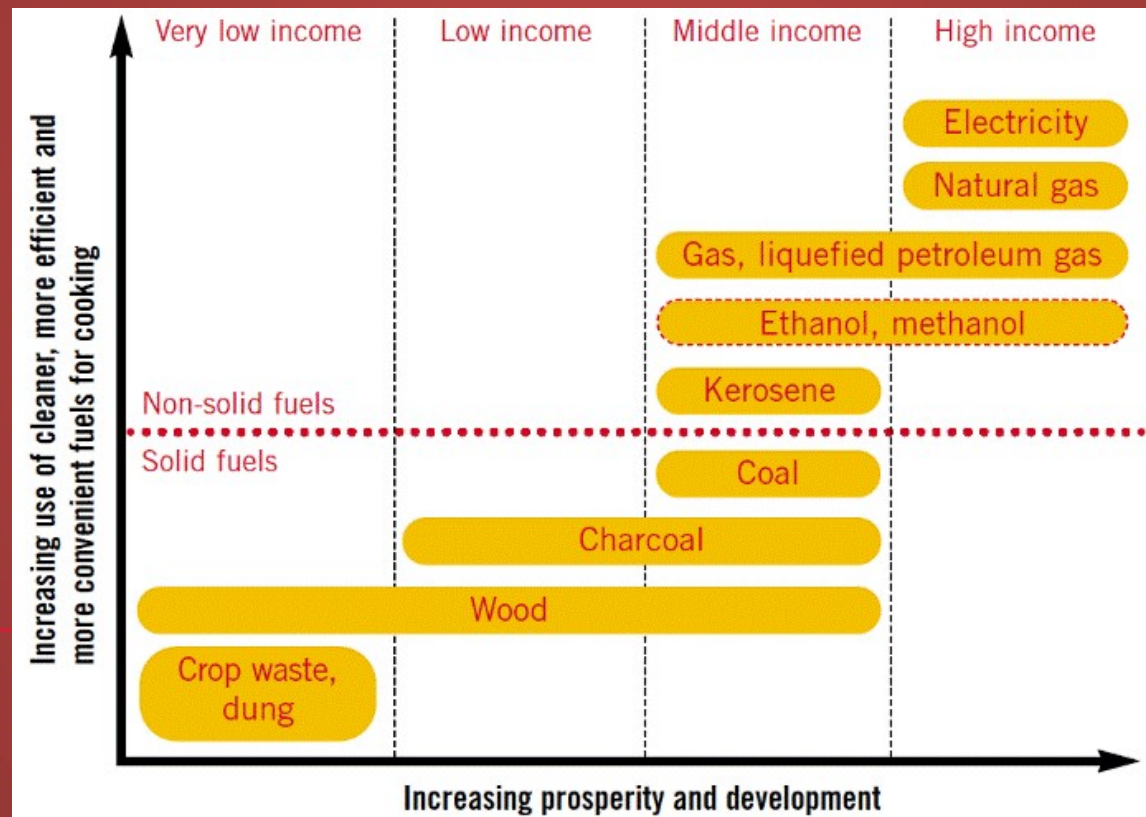 Very low income
Low income
Middle income
High income
Increasing use of cleaner, more efficient and
more convenient fuels for cooking
Electricity
Natural gas
Gas, liquefied petroleum gas
Ethanol, methanol
Kerosene
Non-solid fuels
Solid fuels
Coal
Charcoal
Wood
Crop waste,
dung
Increasing prosperity and development